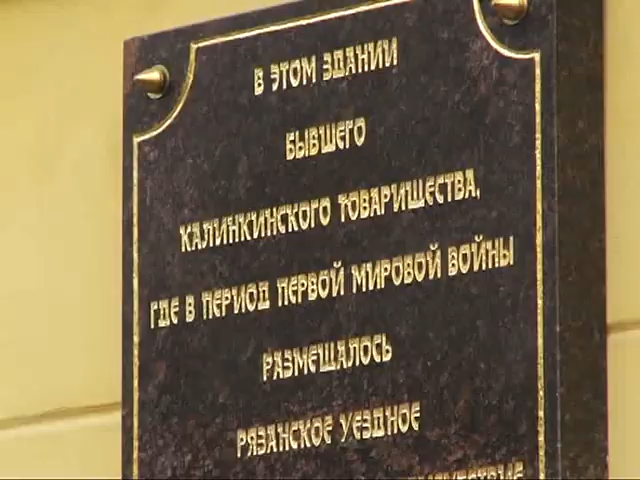 В ЭТОМ ЗДАНИИ
БЫВШЕГО
КАЛИНКИНСКОГО ТОВАРИЩЕСТВА,
ГДЕ В ПЕРИОД ПЕРВОЙ МИРОВОЙ ВОЙНЫ
РАЗМЕЩАЛОСЬ
РЯЗАНСКОЕ УЕЗДНОЕ